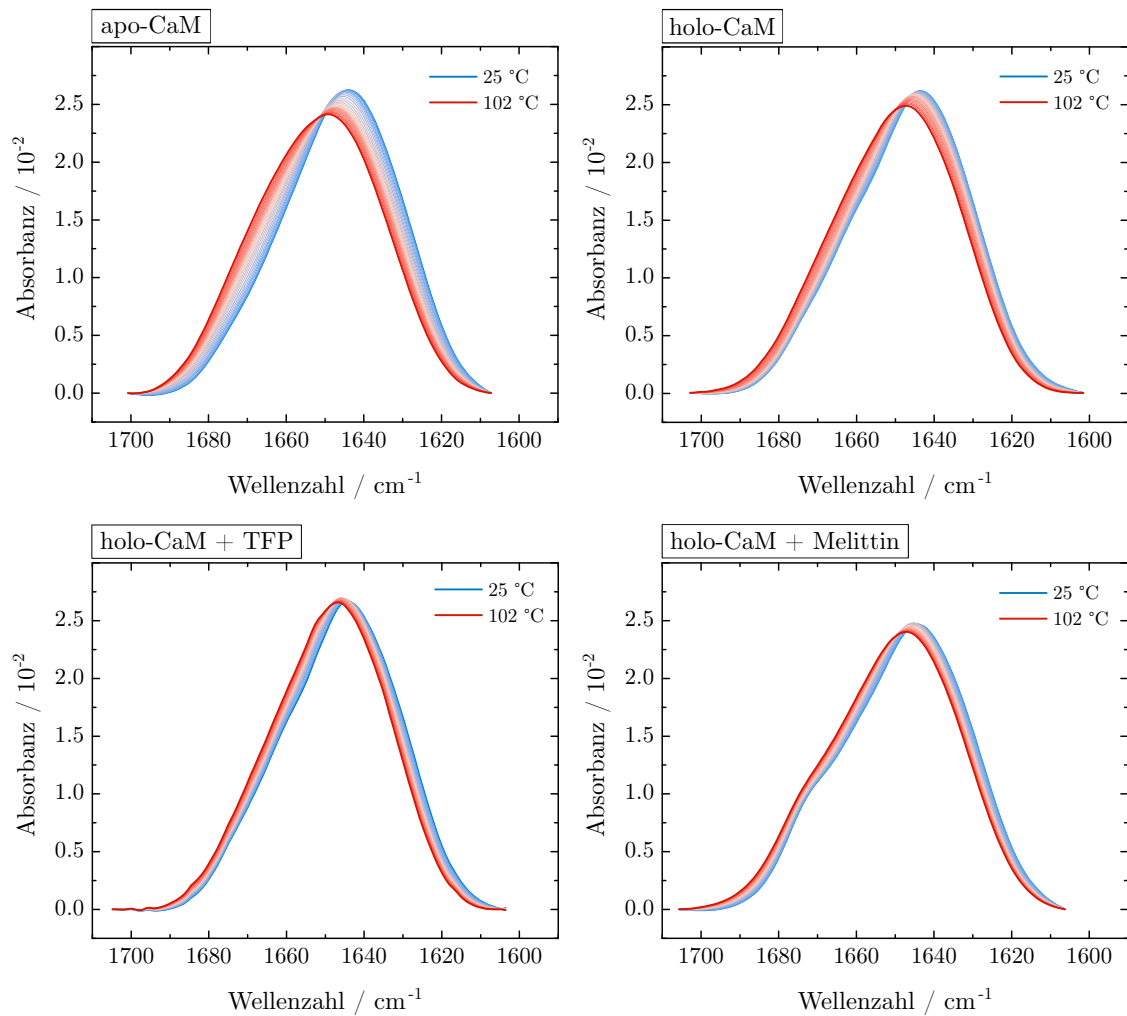 apo-CaM
25 °C
102 °C
2.5
2.0
1.5
1.0
0.5
0.0
Absorbanz / 10-2
1700 1680 1660 1640 1620 1600
Wellenzahl / cm-1
holo-CaM
25 °C
102 °C
2.5
2.0
1.5
1.0
0.5
0.0
Absorbanz / 10-2
1700 1680 1660 1640 1620 1600
Wellenzahl / cm-1
holo-CaM + TFP
25 °C
102 °C
2.5
2.0
1.5
1.0
0.5
0.0
Absorbanz / 10-2
1700 1680 1660 1640 1620 1600
Wellenzahl / cm-1
holo-CaM + Melittin
25 °C
102 °C
2.5
2.0
1.5
1.0
0.5
0.0
Absorbanz / 10-2
1700 1680 1660 1640 1620 1600
Wellenzahl / cm-1